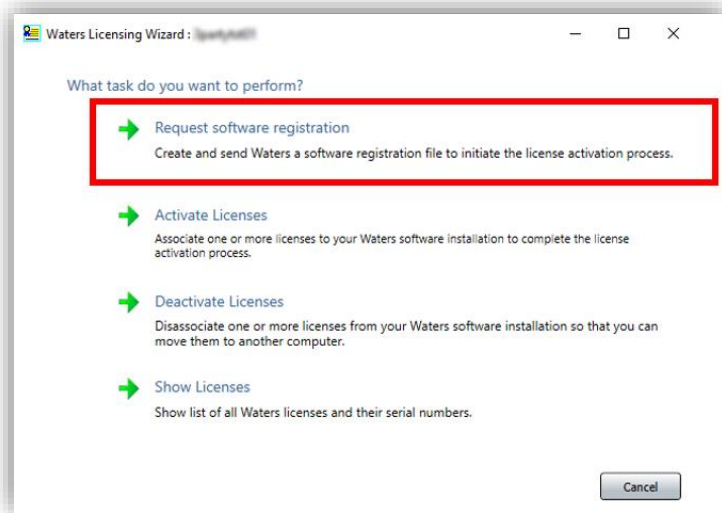 Waters Licensing Wizard :
What task do you want to perform?
Request software registration
Create and send Waters a software registration file to initiate the license activation process.
Activate Licenses
Associate one or more licenses to your Waters software installation to complete the license
activation process.
Deactivate Licenses
Disassociate one or more licenses from your Waters software installation so that you can
move them to another computer.
Show Licenses
Show list of all Waters licenses and their serial numbers.
Cancel